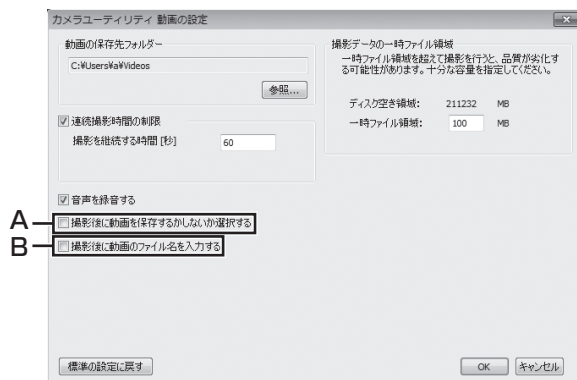 カメラユーティリティ 動画の設定
動画の保存先フォルダー
C:¥Users¥a¥Videos
参照...
連続撮影時間の制限
撮影を継続する時間 [秒]
60
音声を録音する
A
撮影後に動画を保存するかしないか選択する
B
撮影後に動画のファイル名を入力する
標準の設定に戻す
撮影データの一時ファイル領域
一時ファイル領域を超えて撮影を行うと、品質が劣化す
る可能性があります。十分な容量を指定してください。
ディスク空き領域: 211232 MB
一時ファイル領域: 100 MB
OK
キャンセル